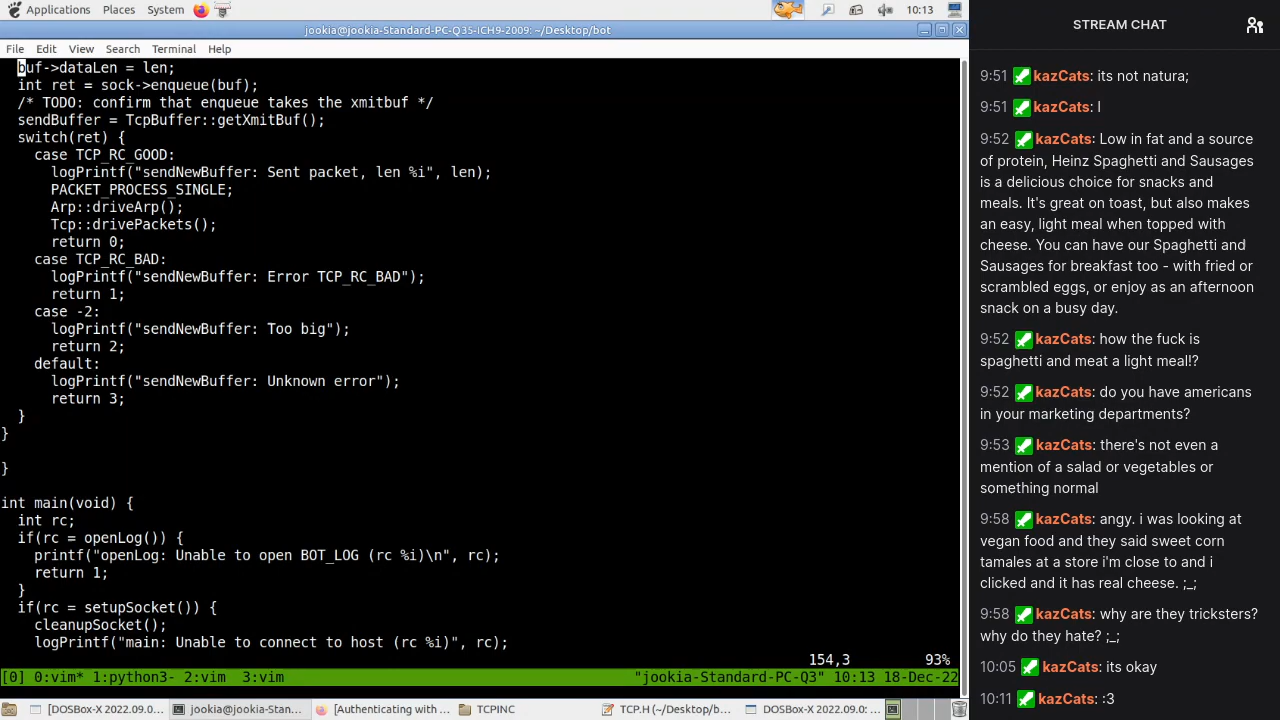 Applications Places System 10:13
jookia@jookia-Standard-PC-Q35-ICH9-2009: ~/Desktop/bot
File Edit View Search Terminal Help
buf->dataLen = len;
int ret = sock->enqueue(buf);
/* TODO: confirm that enqueue takes the xmitbuf */
sendBuffer = TcpBuffer::getXmitBuf();
switch(ret) {
case TCP_RC_GOOD:
logPrintf("sendNewBuffer: Sent packet, len %i", len);
PACKET_PROCESS_SINGLE;
Arp::driveArp();
Tcp::drivePackets();
return 0;
case TCP_RC_BAD:
logPrintf("sendNewBuffer: Error TCP_RC_BAD");
return 1;
case -2:
logPrintf("sendNewBuffer: Too big");
return 2;
default:
logPrintf("sendNewBuffer: Unknown error");
return 3;
}
}
}
int main(void) {
int rc;
if(rc = openLog()) {
printf("openLog: Unable to open BOT_LOG (rc %i)\n", rc);
return 1;
}
if(rc = setupSocket()) {
cleanupSocket();
logPrintf("main: Unable to connect to host (rc %i)", rc);
154,3 93%
[0] 0:vim* 1:python3- 2:vim 3:vim "jookia-Standard-PC-Q3" 10:13 18-Dec-22
[DOSBox-X 2022.09.0... jookia@jookia-Stan... [Authenticating with ... TCPINC TCP.H (~/Desktop/b... DOSBox-X 2022.09.0: ...
STREAM CHAT
9:51 kazCats: its not natura;
9:51 kazCats: l
9:52 kazCats: Low in fat and a source
of protein, Heinz Spaghetti and Sausages
is a delicious choice for snacks and
meals. It's great on toast, but also makes
an easy, light meal when topped with
cheese. You can have our Spaghetti and
Sausages for breakfast too - with fried or
scrambled eggs, or enjoy as an afternoon
snack on a busy day.
9:52 kazCats: how the fuck is
spaghetti and meat a light meal!?
9:52 kazCats: do you have americans
in your marketing departments?
9:53 kazCats: there's not even a
mention of a salad or vegetables or
something normal
9:58 kazCats: angy. i was looking at
vegan food and they said sweet corn
tamales at a store i'm close to and i
clicked and it has real cheese. ;_;
9:58 kazCats: why are they tricksters?
why do they hate? ;_;
10:05 kazCats: its okay
10:11 kazCats: :3